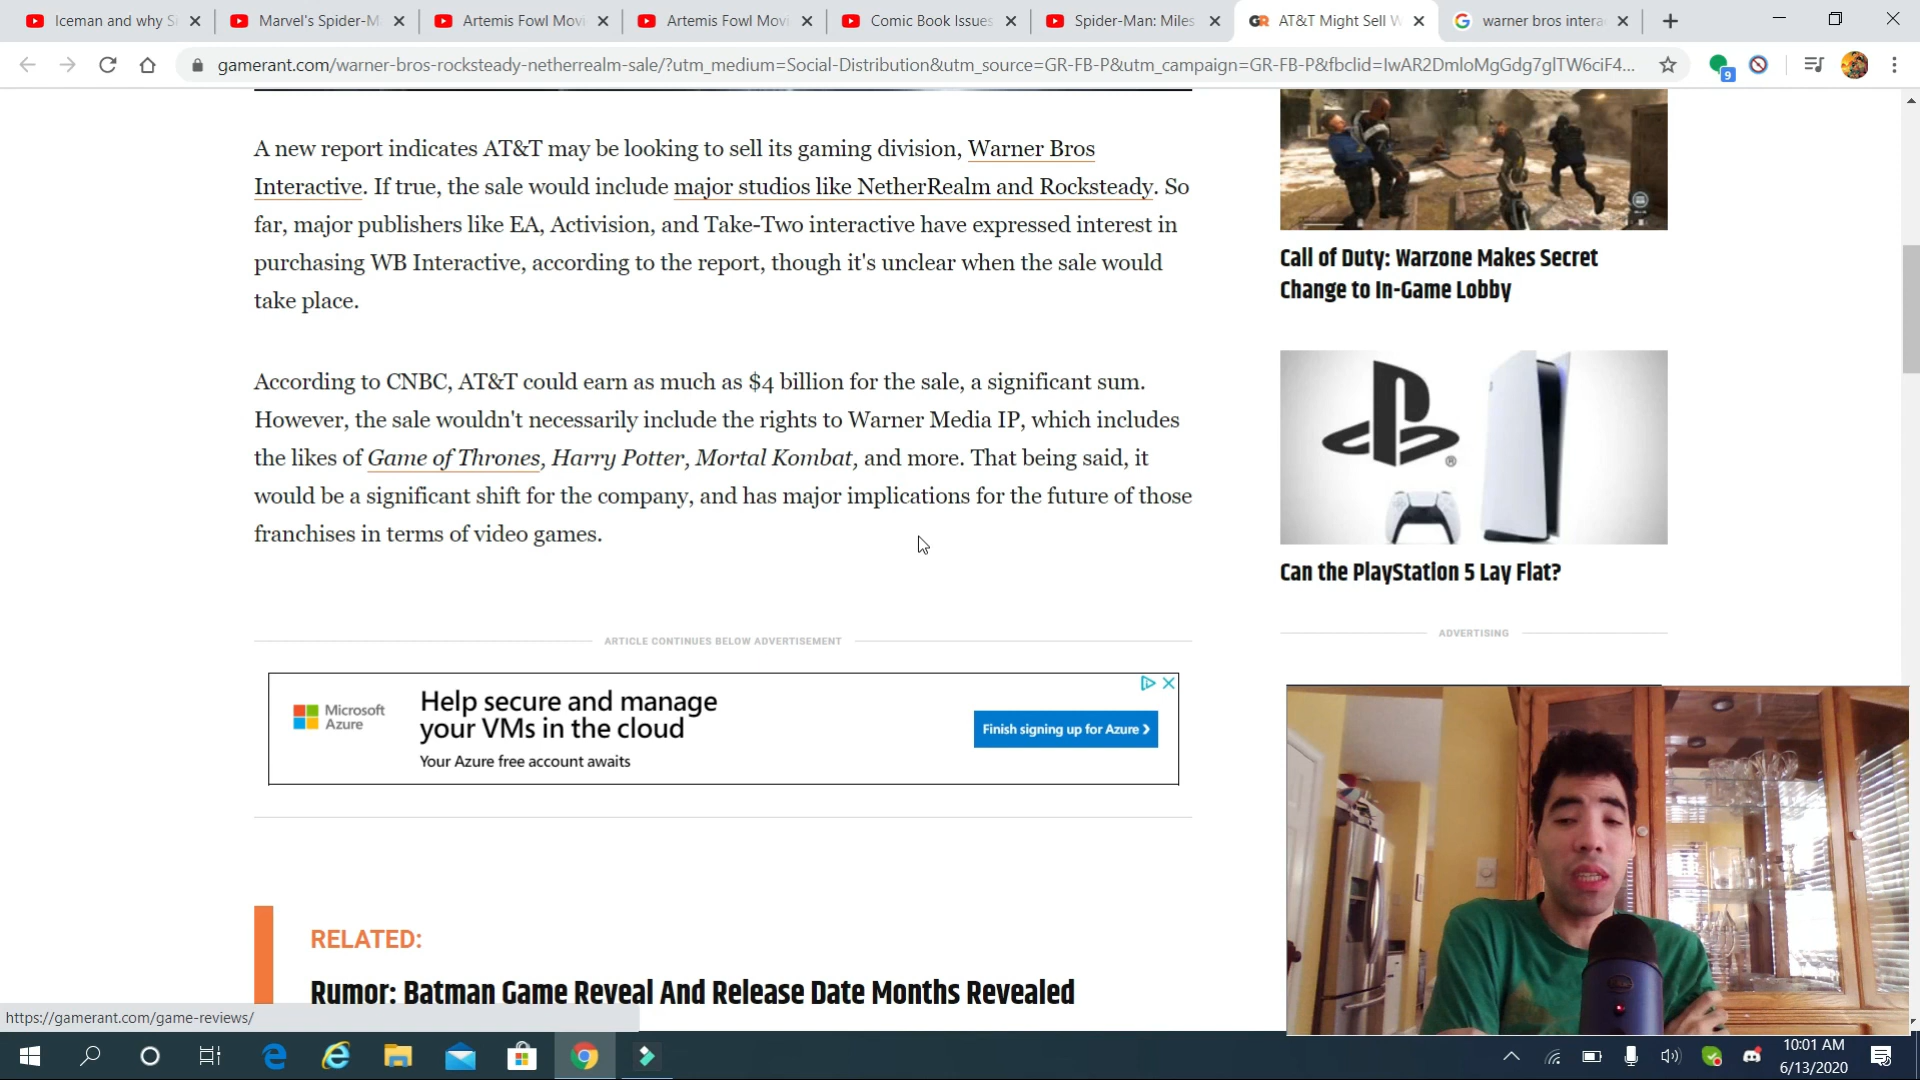 Iceman and why S
Marvel's Spider-M
Artemis Fowl Movi
Artemis Fowl Movi
Comic Book Issues
Spider-Man: Miles
GR AT&T Might Sell W
warner bros intera
gamerant.com/warner-bros-rocksteady-netherrealm-sale/?utm_medium=Social-Distribution&utm_source=GR-FB-P&utm_campaign=GR-FB-P&fbclid=IwAR2DmloMgGdg7glTW6ciF4...
9
A new report indicates AT&T may be looking to sell its gaming division, Warner Bros
Interactive. If true, the sale would include major studios like NetherRealm and Rocksteady. So
far, major publishers like EA, Activision, and Take-Two interactive have expressed interest in
purchasing WB Interactive, according to the report, though it's unclear when the sale would
take place.
According to CNBC, AT&T could earn as much as $4 billion for the sale, a significant sum.
However, the sale wouldn't necessarily include the rights to Warner Media IP, which includes
the likes of Game of Thrones, Harry Potter, Mortal Kombat, and more. That being said, it
would be a significant shift for the company, and has major implications for the future of those
franchises in terms of video games.
ARTICLE CONTINUES BELOW ADVERTISEMENT
Microsoft
Azure
Help secure and manage
your VMs in the cloud
Your Azure free account awaits
Finish signing up for Azure
RELATED:
Rumor: Batman Game Reveal And Release Date Months Revealed
Call of Duty: Warzone Makes Secret
Change to In-Game Lobby
Can the PlayStation 5 Lay Flat?
ADVERTISING
https://gamerant.com/game-reviews/
10:01 AM
6/13/2020